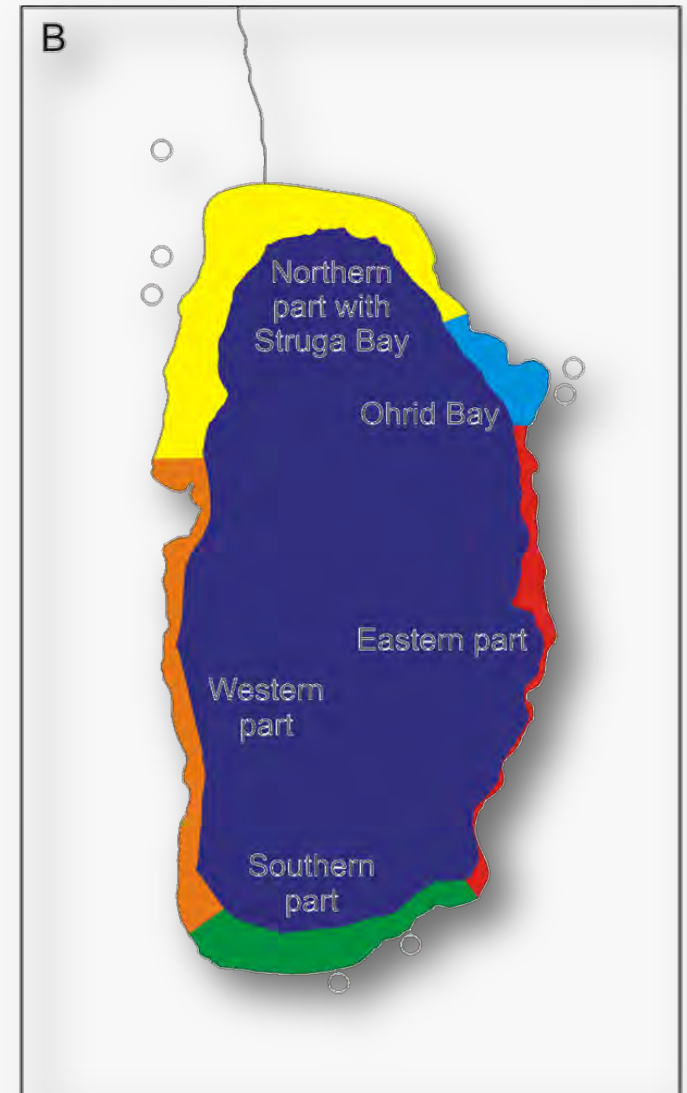 B
Northern
part with
Struga Bay
Ohrid Bay
Eastern part
Western
part
Southern
part